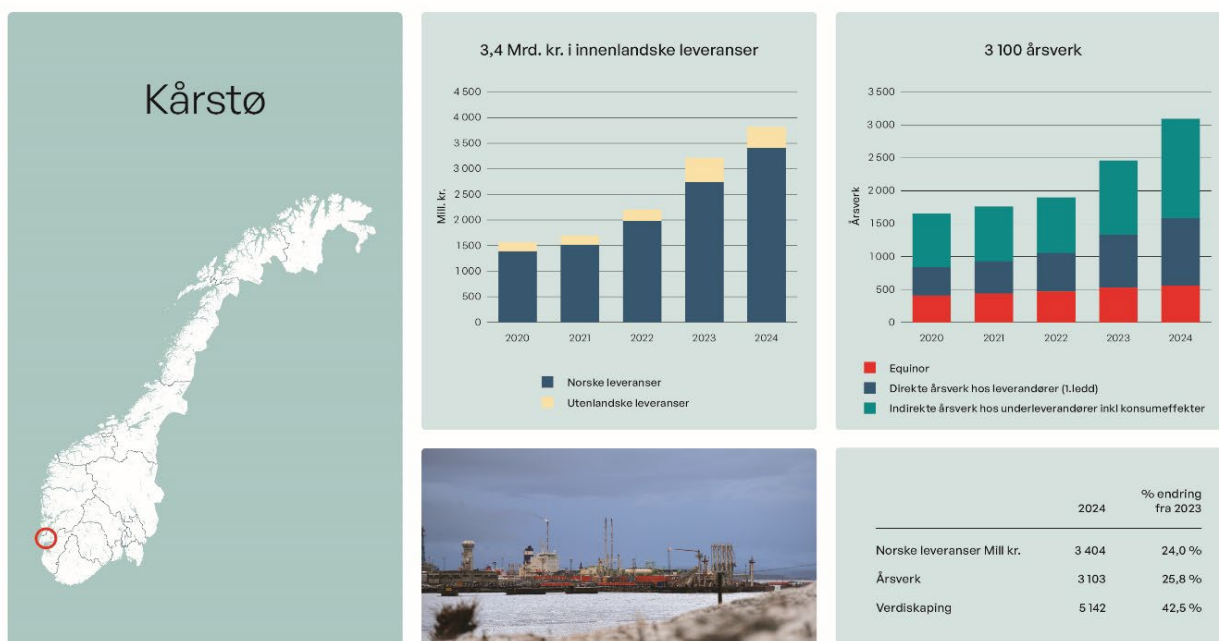 Kårstø
3,4 Mrd. kr. i innenlandske leveranser
4 500
4 000
3 500
3 000
2 500
2 000
1 500
1 000
500
0
Mill. kr.
2020 2021 2022 2023 2024
Norske leveranser
Utenlandske leveranser
3 100 årsverk
3 500
3 000
2 500
2 000
1 500
1 000
500
0
Årsverk
2020 2021 2022 2023 2024
Equinor
Direkte årsverk hos leverandører (1.ledd)
Indirekte årsverk hos underleverandører inkl konsumeffekter
2024 % endring
fra 2023
Norske leveranser Mill kr. 3 404 24,0 %
Årsverk 3 103 25,8 %
Verdiskaping 5 142 42,5 %